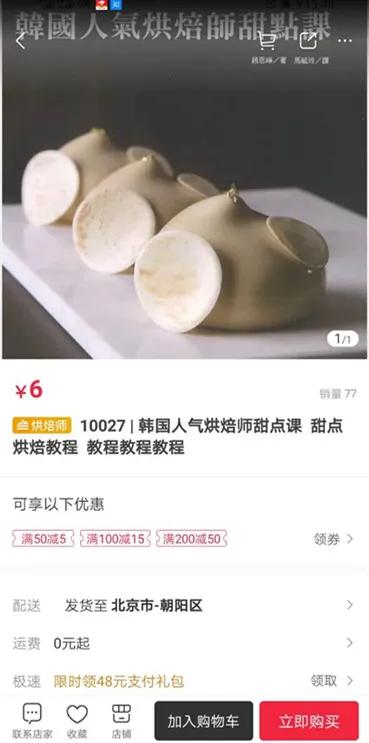 韓國人氣烘焙師甜點課
趙恩琳/著 馬毓玲/譯
1/1
¥6
销量 77
烘焙师 10027 | 韩国人气烘焙师甜点课 甜点
烘焙教程 教程教程教程
可享以下优惠
满50减5 满100减15 满200减50 领券
配送 发货至 北京市-朝阳区
运费 0元起
极速 限时领48元支付礼包 领取
联系店家 收藏 店铺 加入购物车 立即购买